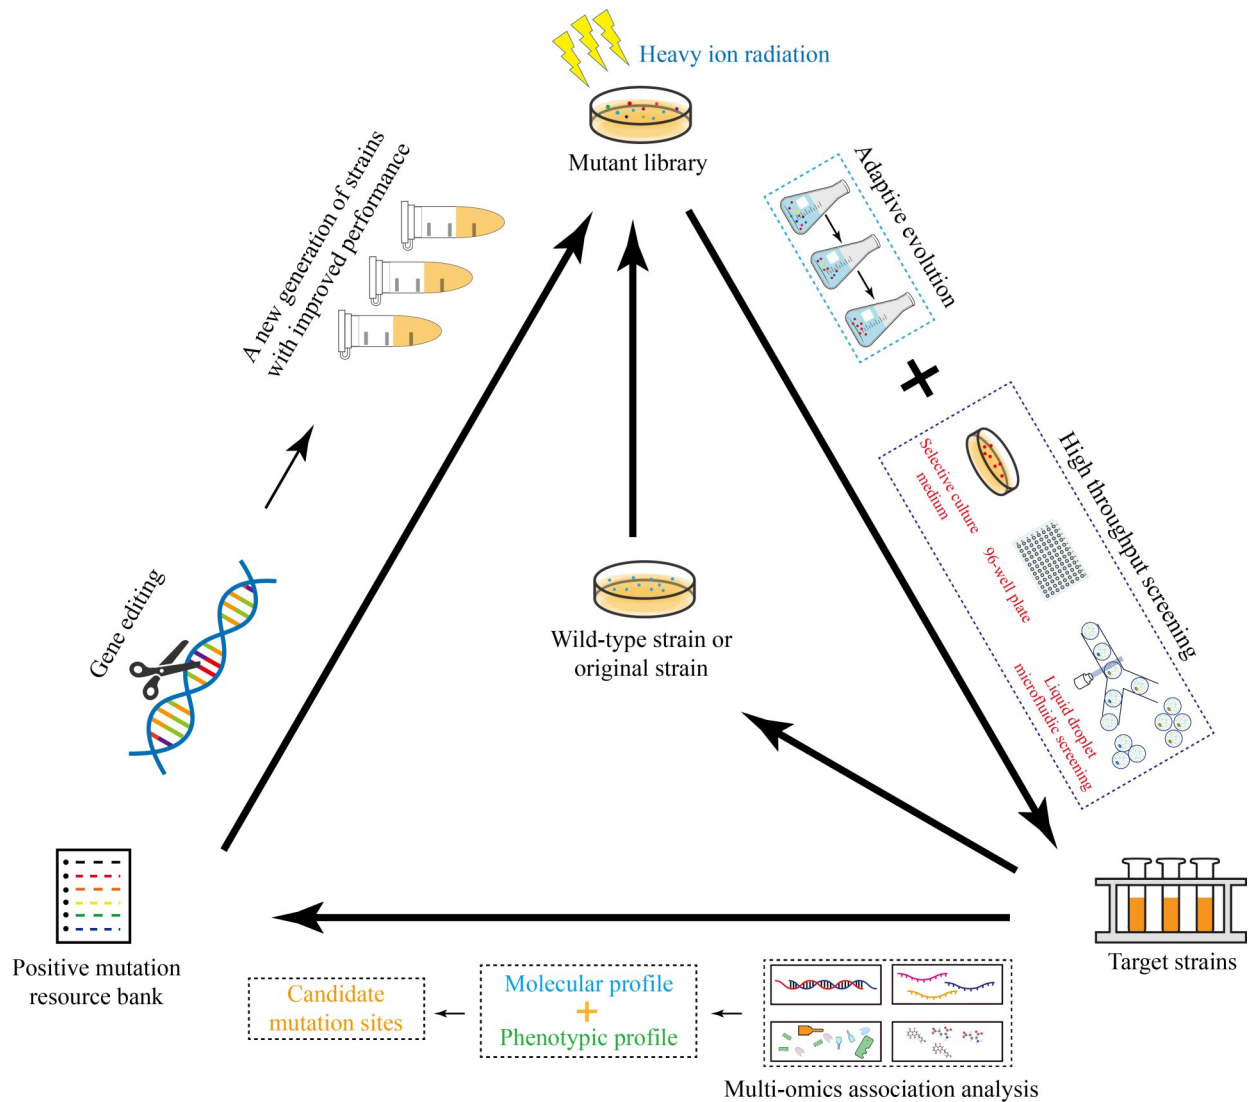 Heavy ion radiation
Mutant library
A new generation of strains
with improved performance
Adaptive evolution
High throughput screening
Selective culture
medium
96-well plate
Liquid droplet
microfluidic screening
Gene editing
Wild-type strain or
original strain
Positive mutation
resource bank
Target strains
Candidate
mutation sites
Molecular profile
+
Phenotypic profile
Multi-omics association analysis